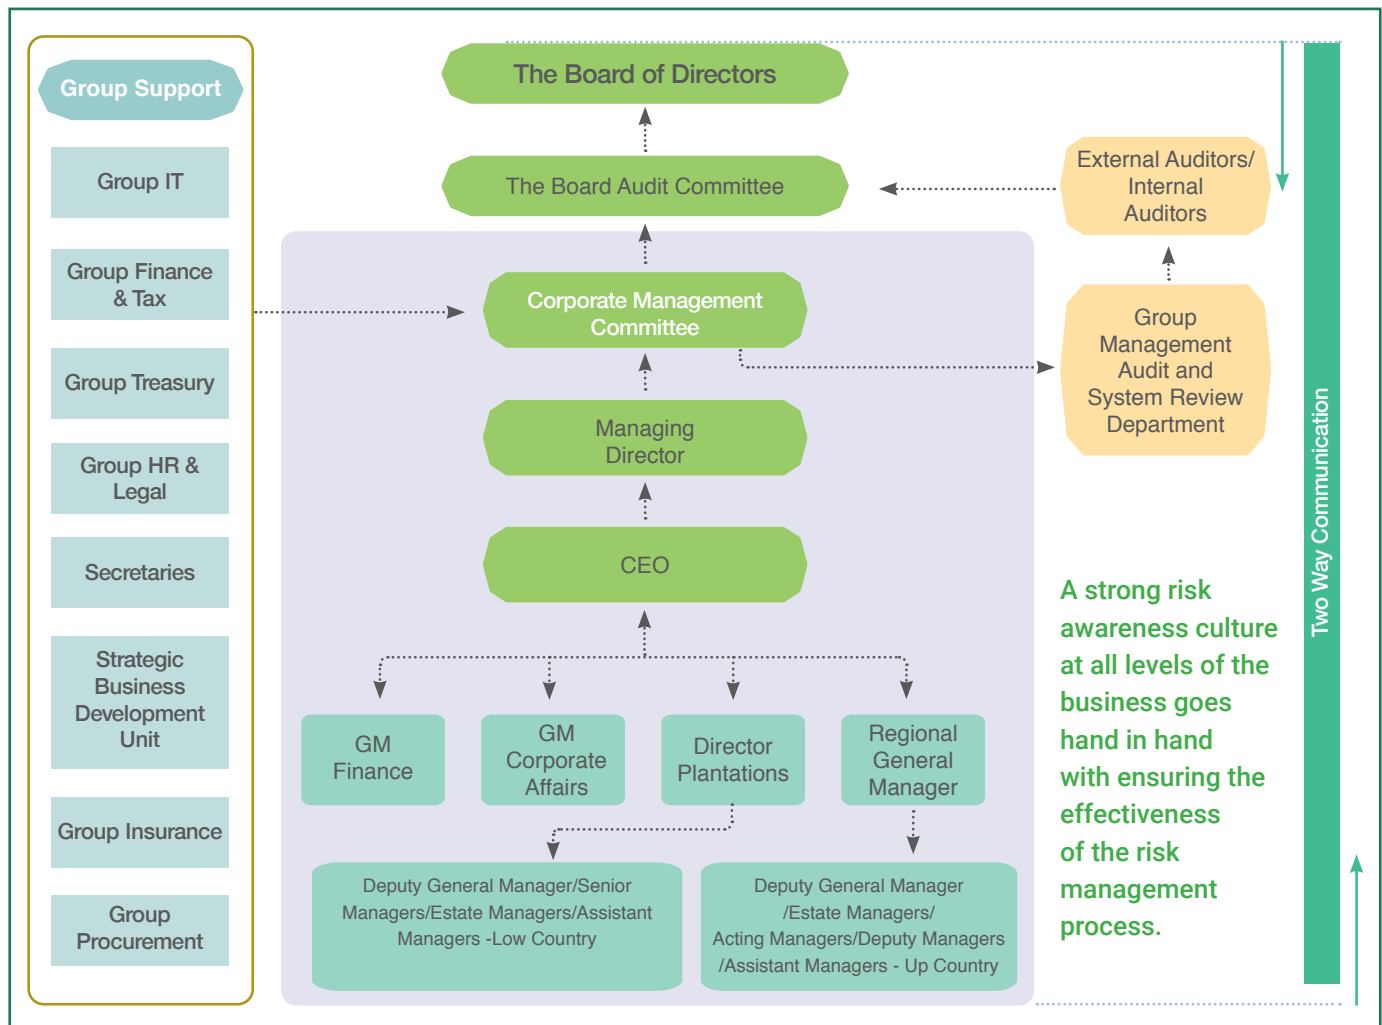 Group Support
Group IT
Group Finance
& Tax
Group Treasury
Group HR &
Legal
Secretaries
Strategic
Business
Development
Unit
Group Insurance
Group
Procurement
The Board of Directors
The Board Audit Committee
Corporate Management
Committee
Managing
Director
CEO
GM
Finance
GM
Corporate
Affairs
Director
Plantations
Regional
General
Manager
Deputy General Manager/Senior
Managers/Estate Managers/Assistant
Managers -Low Country
Deputy General Manager
/Estate Managers/
Acting Managers/Deputy Managers
/Assistant Managers - Up Country
External Auditors/
Internal
Auditors
Group
Management
Audit and
System Review
Department
A strong risk
awareness culture
at all levels of the
business goes
hand in hand
with ensuring the
effectiveness
of the risk
management
process.
Two Way Communication